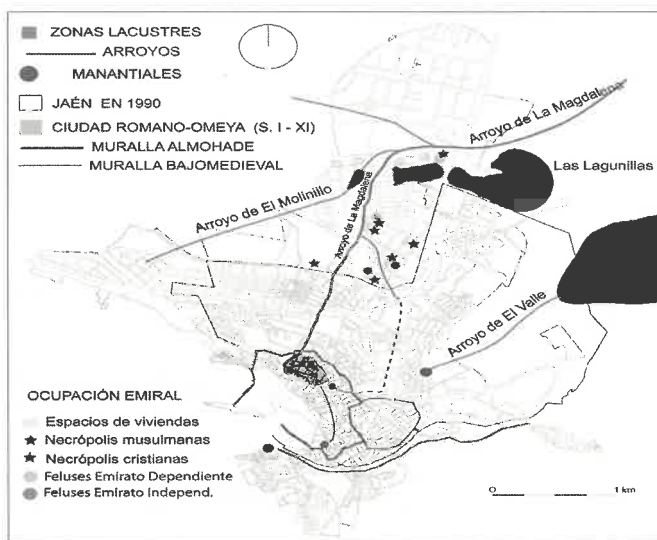 ZONAS LACUSTRES
ARROYOS
MANANTIALES
JAÉN EN 1990
CIUDAD ROMANO-OMEYA (S. I - XI)
MURALLA ALMOHADE
MURALLA BAJOMEDIEVAL
Arroyo de La Magdalena
Las Lagunillas
Arroyo de El Molinillo
Arroyo de La Magdalena
Arroyo de El Valle
OCUPACIÓN EMIRAL
Espacios de viviendas
Necrópolis musulmanas
Necrópolis cristianas
Feluses Emirato Dependiente
Feluses Emirato Independ.
0 1 km